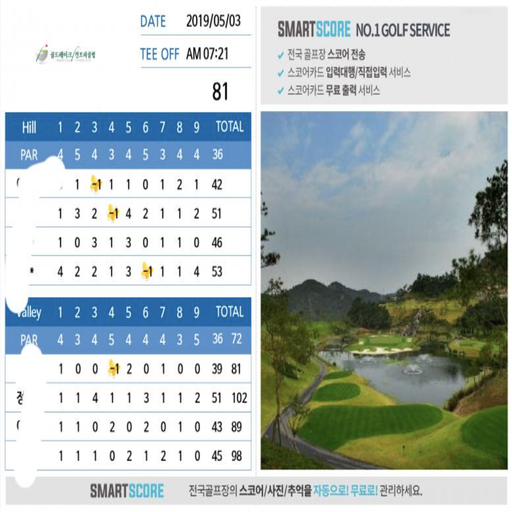 DATE 2019/05/03
골드레이크/컨트리클럽
TEE OFF AM 07:21
81
SMARTSCORE NO.1 GOLF SERVICE
✓ 전국 골프장 스코어 전송
✓ 스코어카드 입력대행/직접입력 서비스
✓ 스코어카드 무료 출력 서비스
Hill 1 2 3 4 5 6 7 8 9 TOTAL
PAR 4 5 4 3 4 5 3 4 4 36
1 -1 1 1 0 1 2 1 42
1 3 2 -1 4 2 1 1 2 51
1 0 3 1 3 0 1 1 0 46
* 4 2 2 1 3 -1 1 1 4 53
Valley 1 2 3 4 5 6 7 8 9 TOTAL
PAR 4 3 4 5 4 4 4 3 5 36 72
1 0 0 -1 2 0 1 0 0 39 81
1 1 4 1 1 3 1 1 2 51 102
1 1 0 2 0 2 0 1 0 43 89
1 1 1 0 2 1 2 0 1 45 98
SMARTSCORE 전국골프장의 스코어/사진/추억을 자동으로! 무료로! 관리하세요.